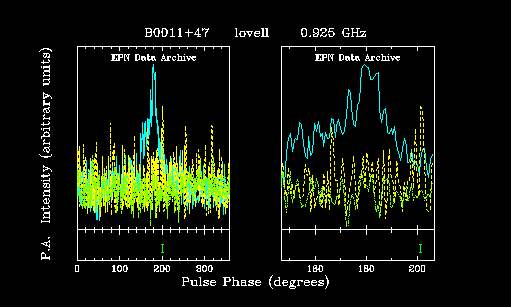 B0011+47 lovell 0.925 GHz
EPN Data Archive EPN Data Archive
Intensity (arbitrary units)
P.A.
0 100 200 300 160 180 200
Pulse Phase (degrees)